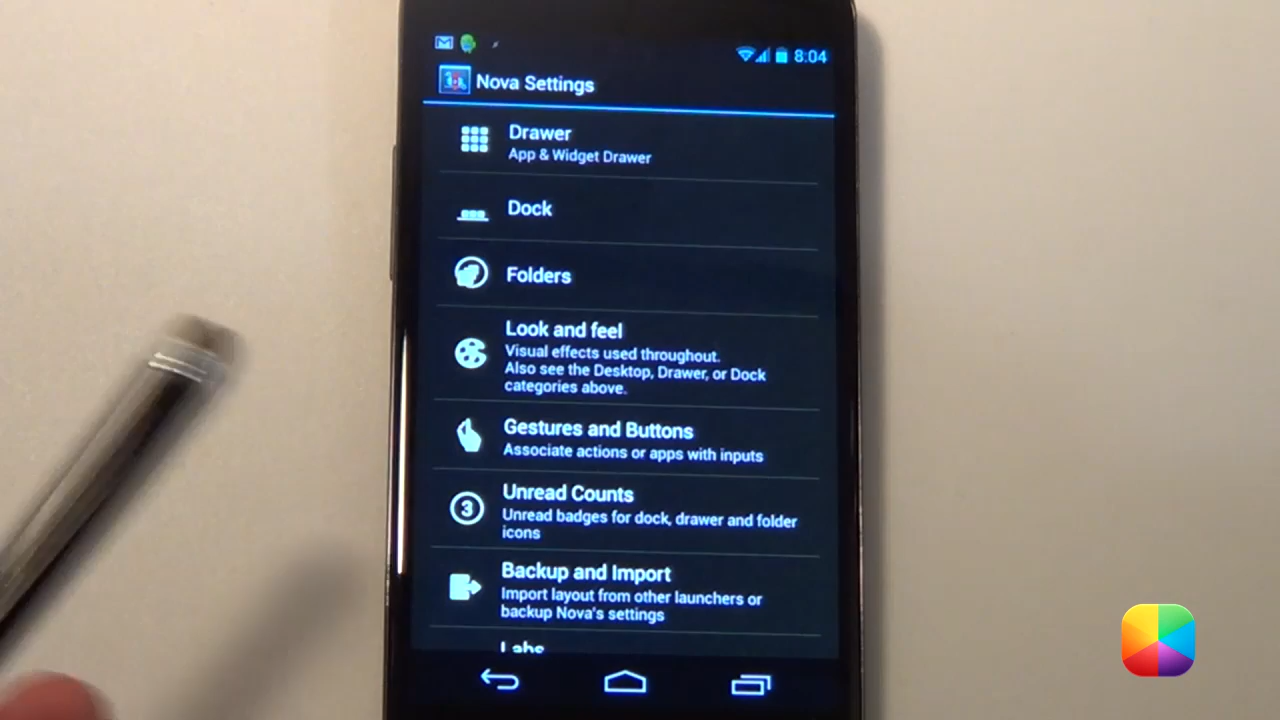 8:04
Nova Settings
Drawer
App & Widget Drawer
Dock
Folders
Look and feel
Visual effects used throughout.
Also see the Desktop, Drawer, or Dock
categories above.
Gestures and Buttons
Associate actions or apps with inputs
3
Unread Counts
Unread badges for dock, drawer and folder
icons
Backup and Import
Import layout from other launchers or
backup Nova's settings
Labs